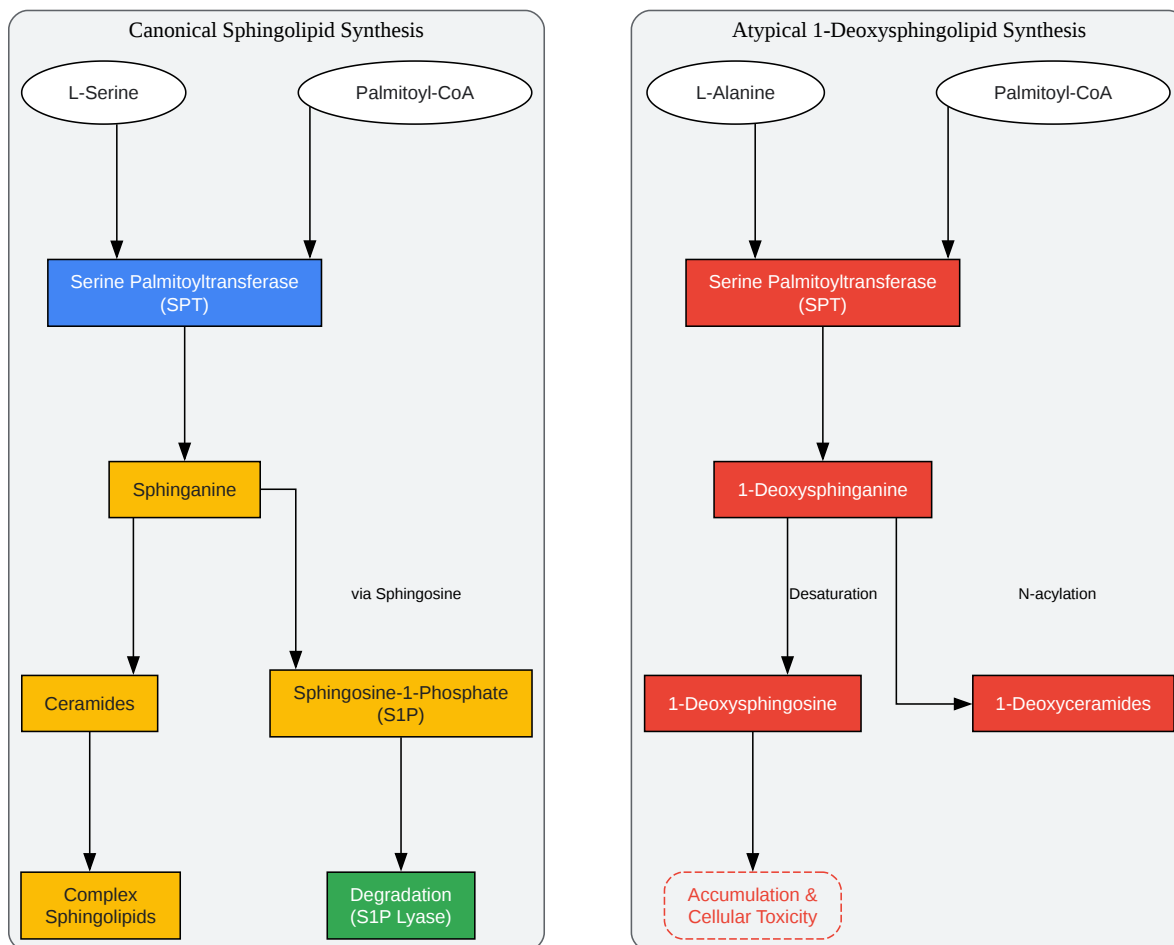 Canonical Sphingolipid Synthesis
L-Serine
Palmitoyl-CoA
Serine Palmitoyltransferase
(SPT)
Sphinganine
via Sphingosine
Ceramides
Sphingosine-1-Phosphate
(S1P)
Complex
Sphingolipids
Degradation
(S1P Lyase)
Atypical 1-Deoxysphingolipid Synthesis
L-Alanine
Palmitoyl-CoA
Serine Palmitoyltransferase
(SPT)
1-Deoxysphinganine
Desaturation
N-acylation
1-Deoxysphingosine
1-Deoxyceramides
Accumulation &
Cellular Toxicity